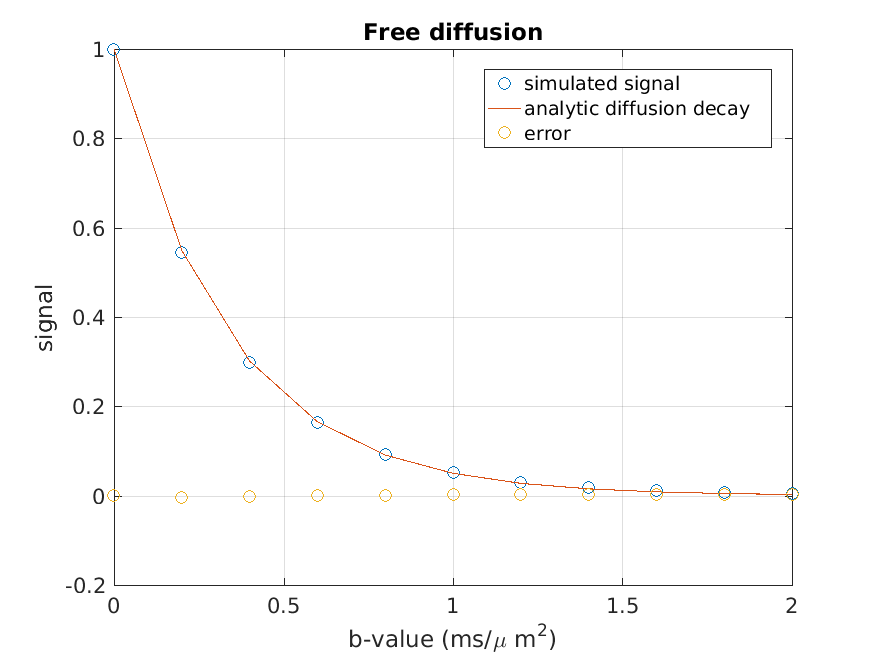 Free diffusion
simulated signal
analytic diffusion decay
error
1
0.8
0.6
0.4
0.2
0
-0.2
signal
0 0.5 1 1.5 2
b-value (ms/μ m²)